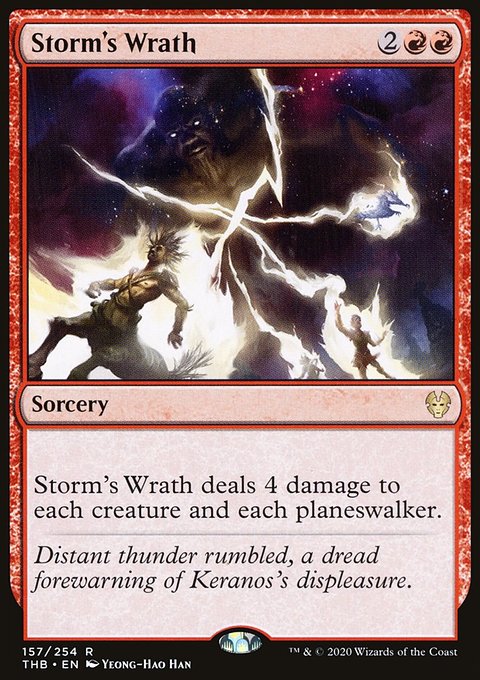 Storm's Wrath 2
Sorcery
Storm's Wrath deals 4 damage to
each creature and each planeswalker.
Distant thunder rumbled, a dread
forewarning of Keranos's displeasure.
157/254 R
THB • EN Yeong-Hao Han
™ & © 2020 Wizards of the Coast